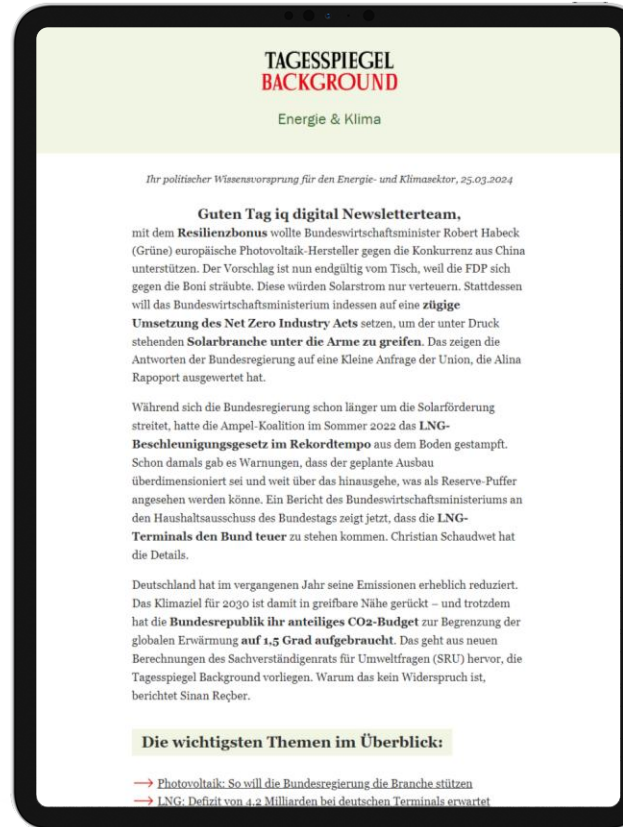 TAGESSPIEGEL
BACKGROUND
Energie & Klima
Ihr politischer Wissensvorsprung für den Energie- und Klimasektor, 25.03.2024
Guten Tag iq digital Newsletterteam,
mit dem Resilienzbonus wollte Bundeswirtschaftsminister Robert Habeck
(Grüne) europäische Photovoltaik-Hersteller gegen die Konkurrenz aus China
unterstützen. Der Vorschlag ist nun endgültig vom Tisch, weil die FDP sich
gegen die Boni sträubte. Diese würden Solarstrom nur verteuern. Stattdessen
will das Bundeswirtschaftsministerium indessen auf eine zügige
Umsetzung des Net Zero Industry Acts setzen, um der unter Druck
stehenden Solarbranche unter die Arme zu greifen. Das zeigen die
Antworten der Bundesregierung auf eine Kleine Anfrage der Union, die Alina
Rapoport ausgewertet hat.
Während sich die Bundesregierung schon länger um die Solarförderung
streitet, hatte die Ampel-Koalition im Sommer 2022 das LNG-
Beschleunigungsgesetz im Rekordtempo aus dem Boden gestampft.
Schon damals gab es Warnungen, dass der geplante Ausbau
überdimensioniert sei und weit über das hinausgehe, was als Reserve-Puffer
angesehen werden könne. Ein Bericht des Bundeswirtschaftsministeriums an
den Haushaltsausschuss des Bundestags zeigt jetzt, dass die LNG-
Terminals den Bund teuer zu stehen kommen. Christian Schaudwet hat
die Details.
Deutschland hat im vergangenen Jahr seine Emissionen erheblich reduziert.
Das Klimaziel für 2030 ist damit in greifbare Nähe gerückt – und trotzdem
hat die Bundesrepublik ihr anteiliges CO2-Budget zur Begrenzung der
globalen Erwärmung auf 1,5 Grad aufgebraucht. Das geht aus neuen
Berechnungen des Sachverständigenrats für Umweltfragen (SRU) hervor, die
Tagesspiegel Background vorliegen. Warum das kein Widerspruch ist,
berichtet Sinan Reçber.
Die wichtigsten Themen im Überblick:
Photovoltaik: So will die Bundesregierung die Branche stützen
LNG: Defizit von 4,2 Milliarden bei deutschen Terminals erwartet